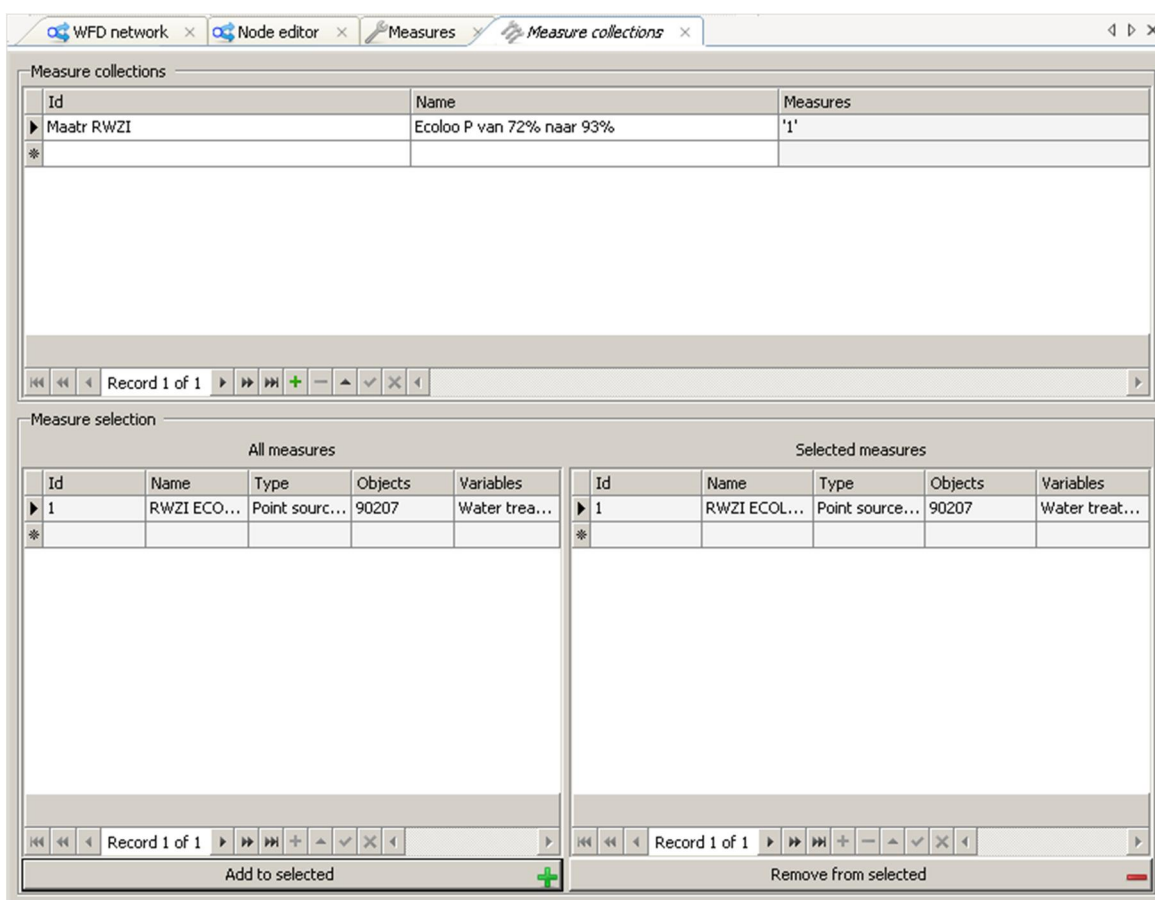 WFD network Node editor Measures Measure collections
Measure collections
Id Name Measures
Maatr RWZI Ecoloo P van 72% naar 93% '1'
Record 1 of 1
Measure selection
All measures Selected measures
Id Name Type Objects Variables Id Name Type Objects Variables
1 RWZI ECO... Point sourc... 90207 Water trea... 1 RWZI ECOL... Point source... 90207 Water treat...
Record 1 of 1 Record 1 of 1
Add to selected Remove from selected